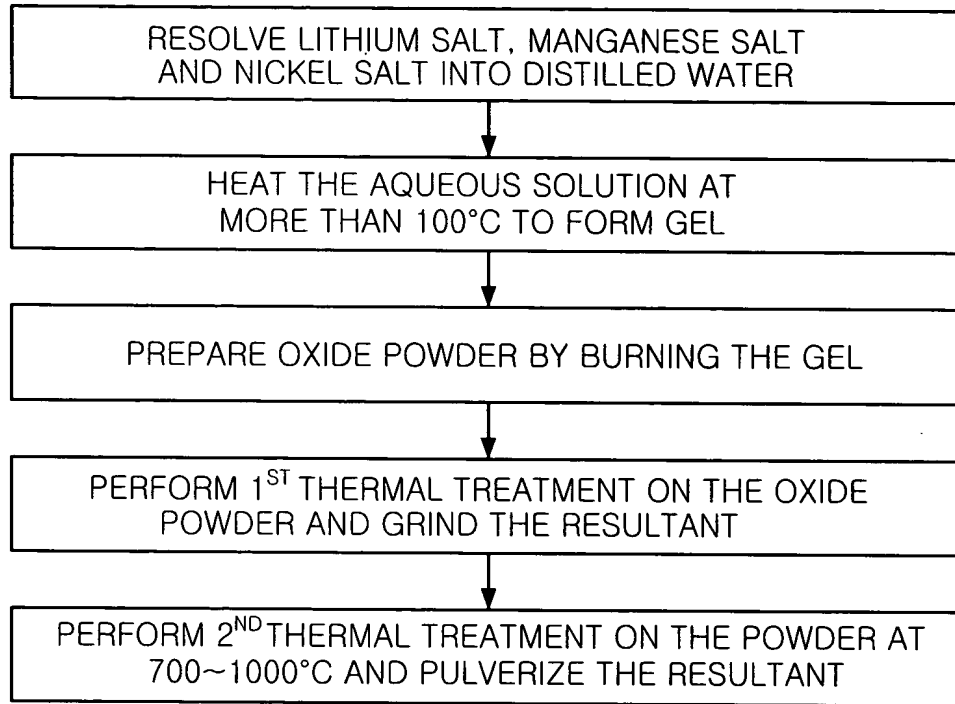 RESOLVE LITHIUM SALT, MANGANESE SALT
AND NICKEL SALT INTO DISTILLED WATER
HEAT THE AQUEOUS SOLUTION AT
MORE THAN 100°C TO FORM GEL
PREPARE OXIDE POWDER BY BURNING THE GEL
PERFORM 1ST THERMAL TREATMENT ON THE OXIDE
POWDER AND GRIND THE RESULTANT
PERFORM 2ND THERMAL TREATMENT ON THE POWDER AT
700~1000°C AND PULVERIZE THE RESULTANT